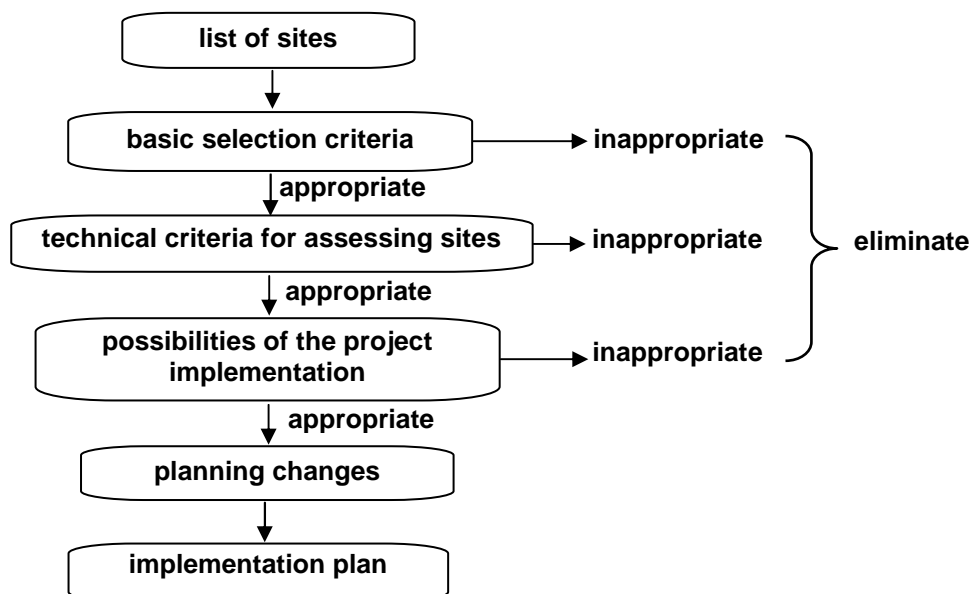 list of sites
basic selection criteria
inappropriate
appropriate
technical criteria for assessing sites
inappropriate
eliminate
appropriate
possibilities of the project
implementation
inappropriate
appropriate
planning changes
implementation plan